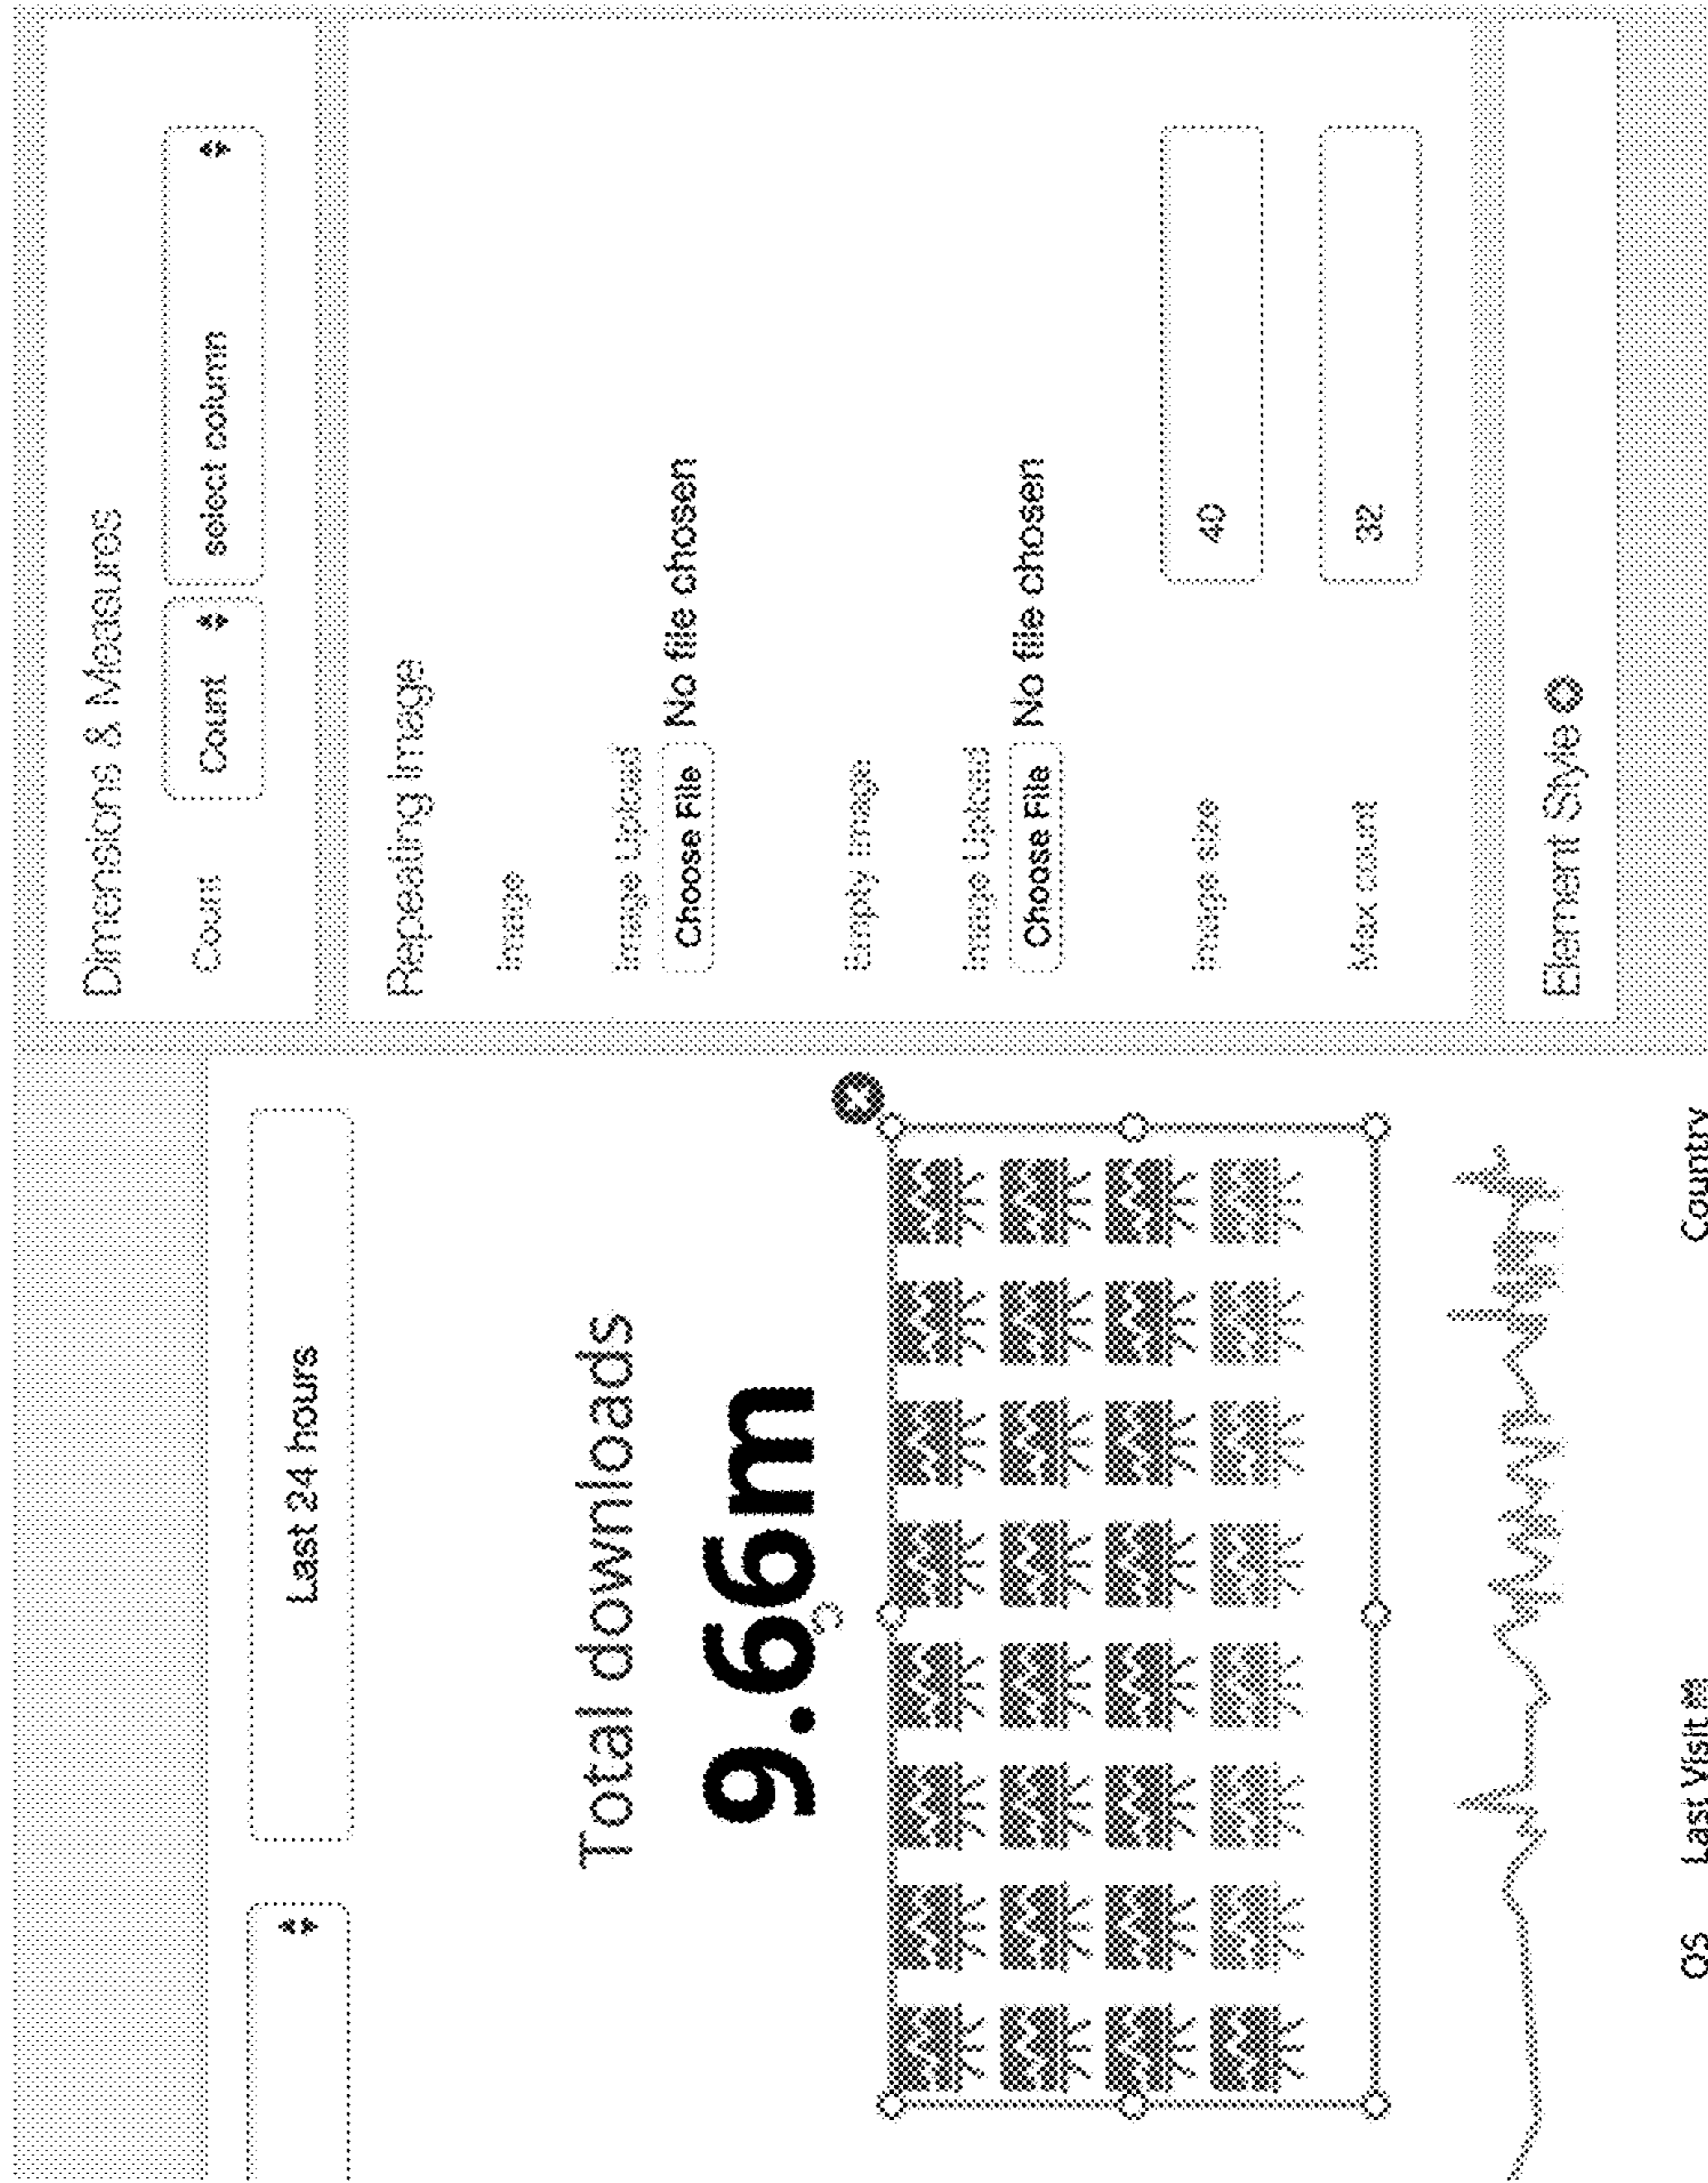 Last 24 hours
Total downloads
9.66m
OS Last Visit Country
Dimensions & Measures
Count Count select column
Repeating Image
Image
Image Upload
Choose File No file chosen
Empty Image
Image Upload
Choose File No file chosen
Image size 40
Max count 32
Element Style